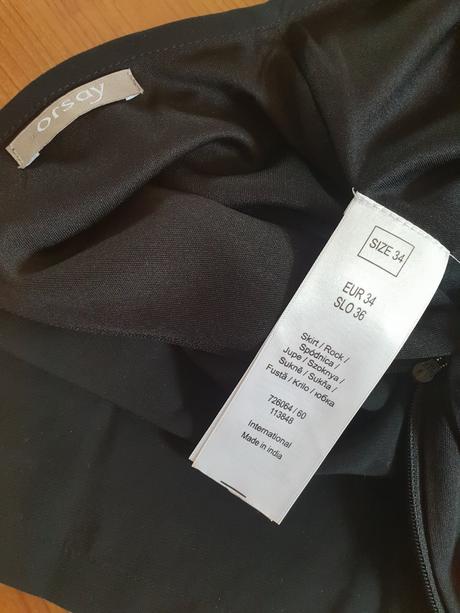 orsay
SIZE 34
EUR 34
SLO 36
Skirt / Rock /
Spódnica /
Jupe / Szoknya /
Sukně / Sukňa /
Fustă / Krilo / юбка
726064 / 60
113848
International
Made in india